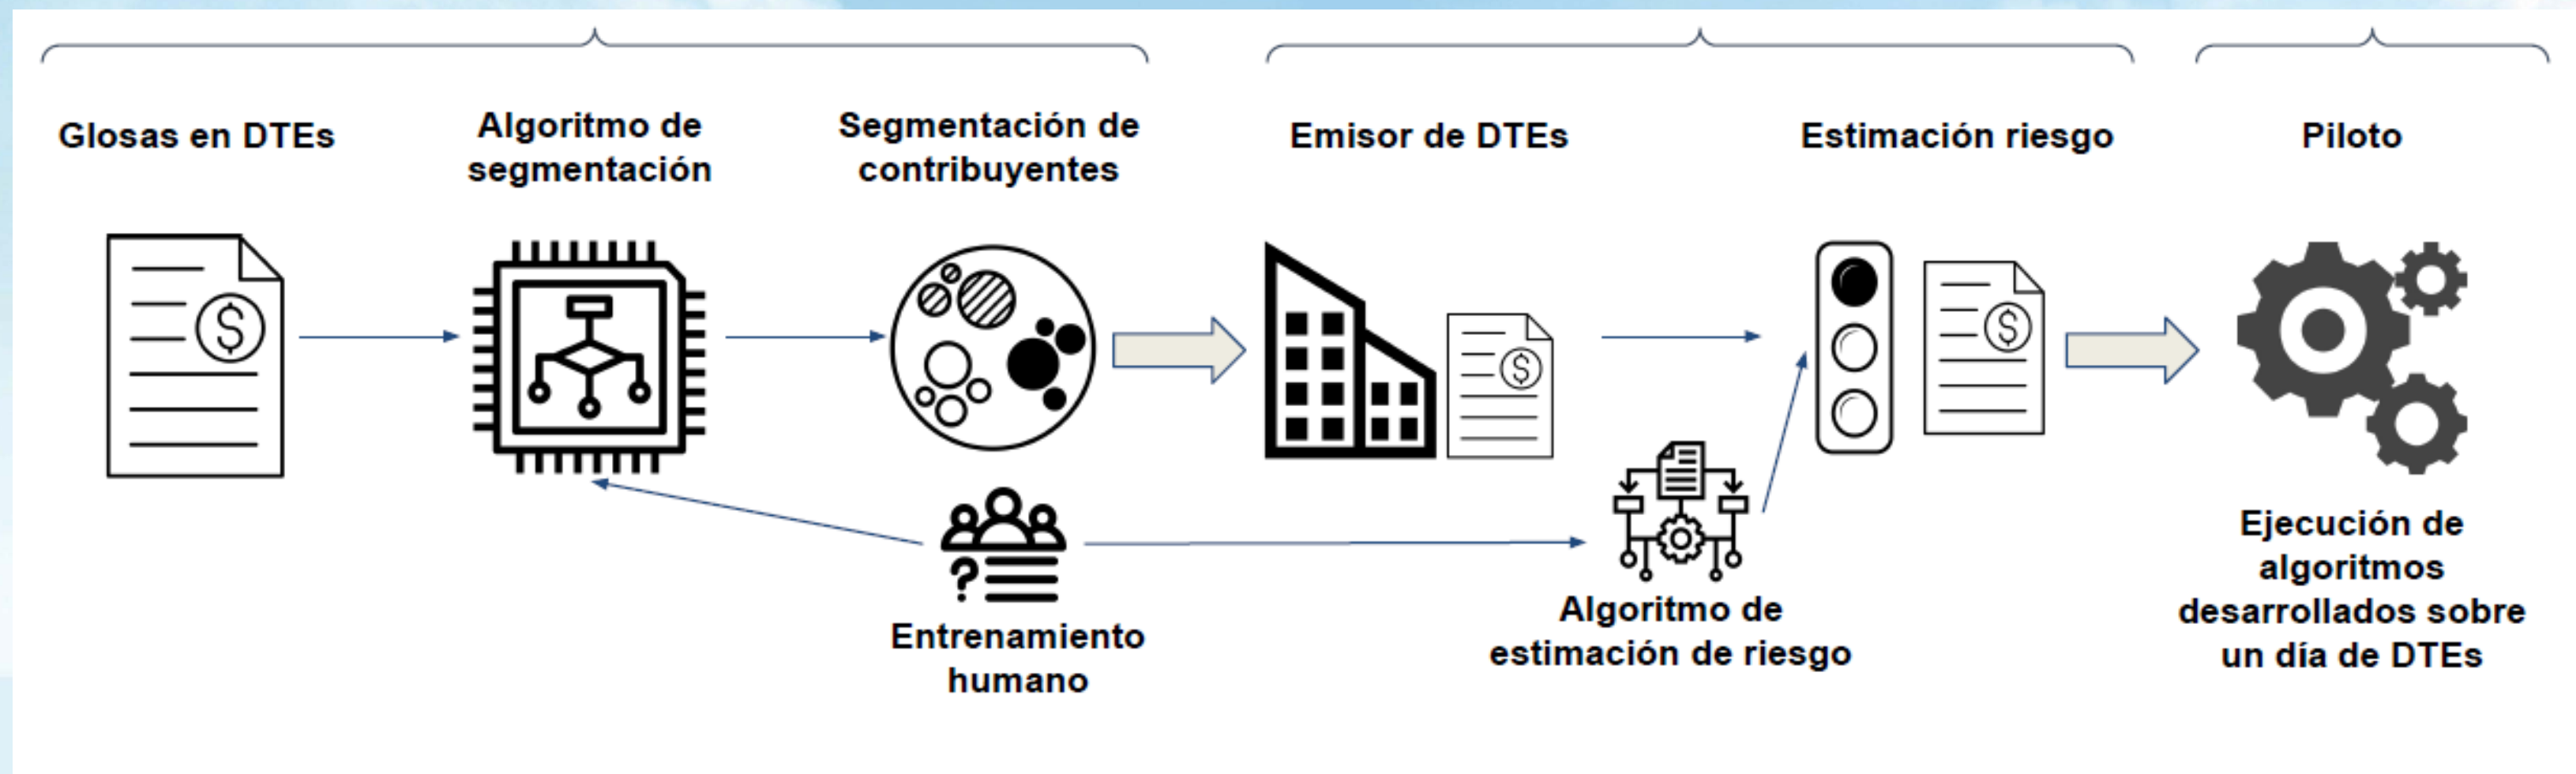 Glosas en DTEs
Algoritmo de
segmentación
Segmentación de
contribuyentes
Emisor de DTEs
Estimación riesgo
Piloto
$
$
$
?
Entrenamiento
humano
Algoritmo de
estimación de riesgo
Ejecución de
algoritmos
desarrollados sobre
un día de DTEs